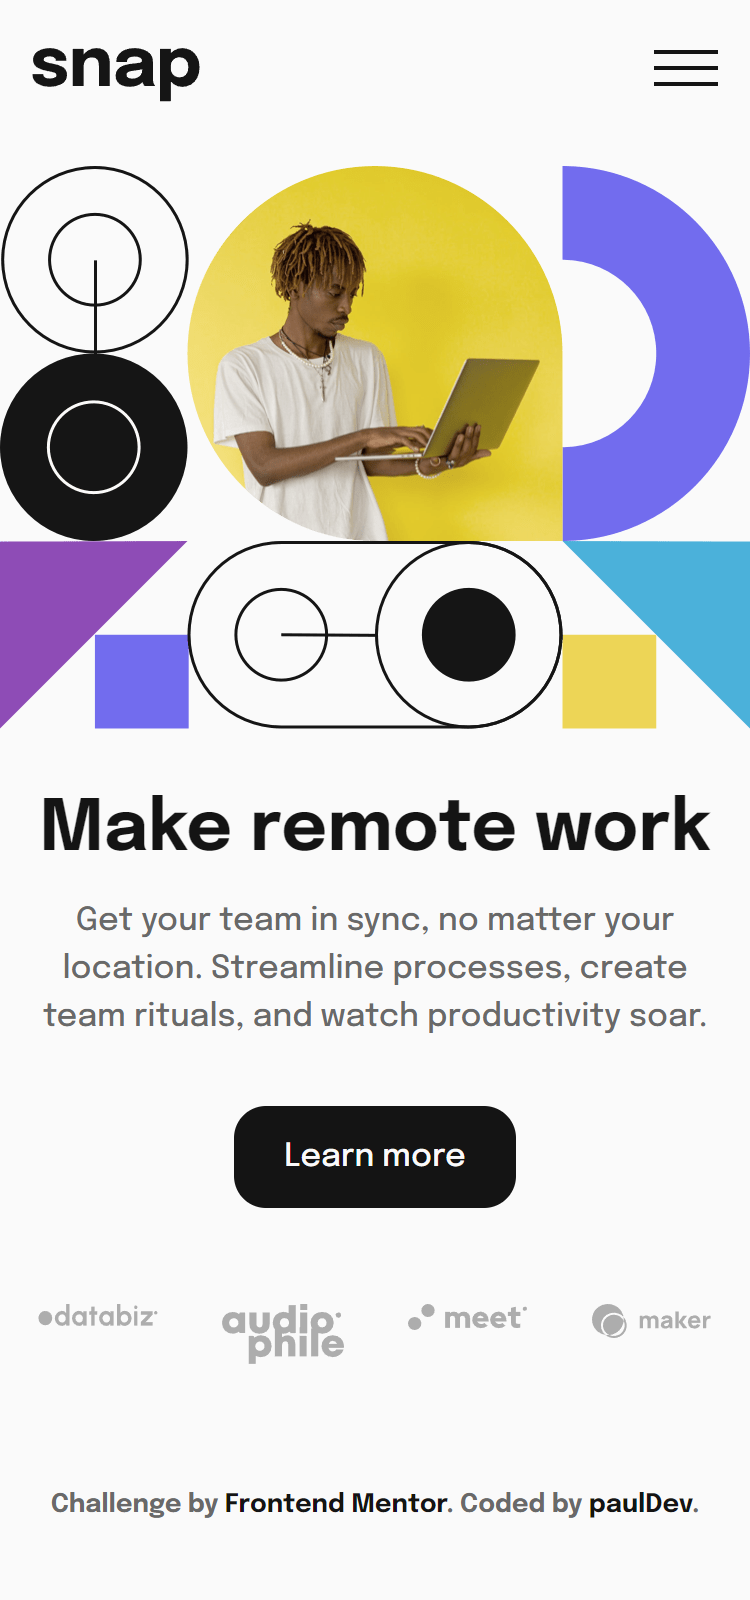 snap
Make remote work
Get your team in sync, no matter your
location. Streamline processes, create
team rituals, and watch productivity soar.
Learn more
databiz
audio
phile
meet
maker
Challenge by Frontend Mentor. Coded by paulDev.